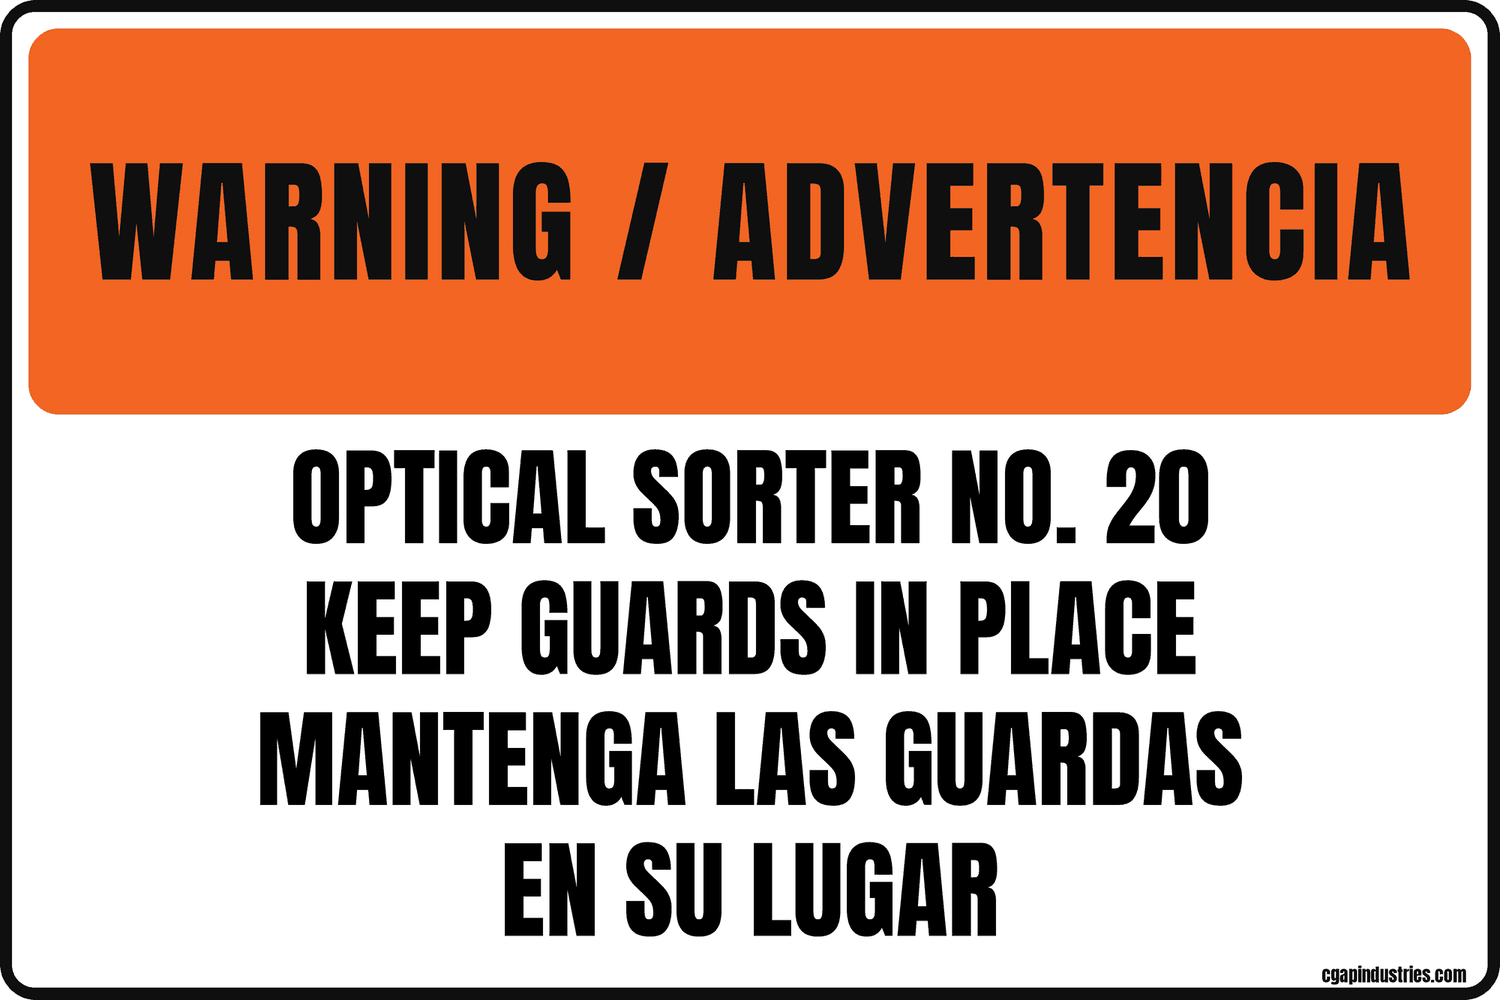 WARNING / ADVERTENCIA
OPTICAL SORTER NO. 20
KEEP GUARDS IN PLACE
MANTENGA LAS GUARDAS
EN SU LUGAR
cgapindustries.com